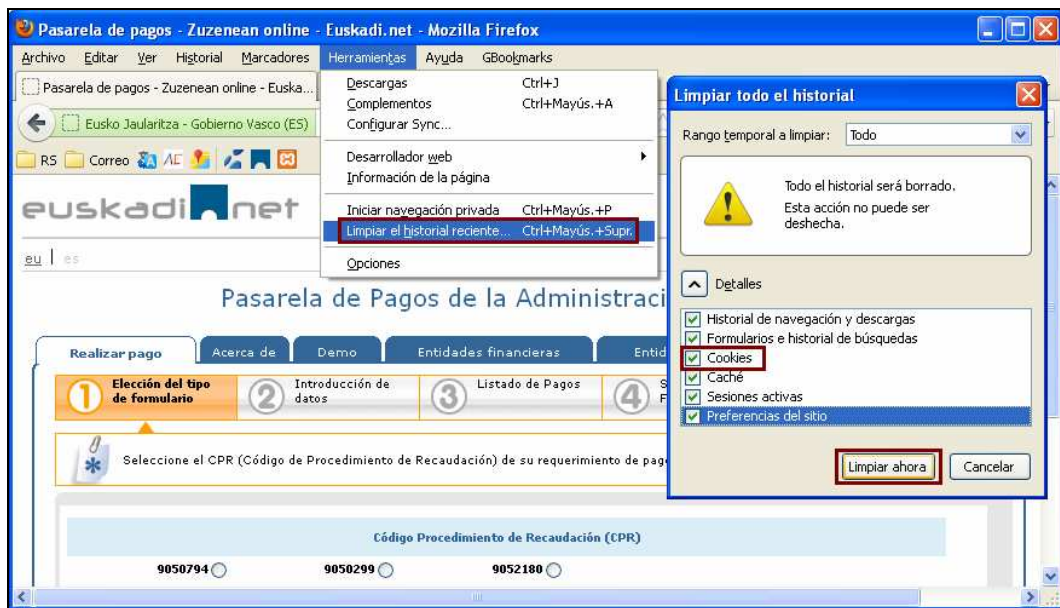 Pasarela de pagos - Zuzenean online - Euskadi.net - Mozilla Firefox
Archivo Editar Ver Historial Marcadores Herramientas Ayuda GBookmarks
Pasarela de pagos - Zuzenean online - Euska...
Eusko Jaularitza - Gobierno Vasco (ES)
RS Correo
Descargas Ctrl+J
Complementos Ctrl+Mayús.+A
Configurar Sync...
Desarrollador web
Información de la página
Iniciar navegación privada Ctrl+Mayús.+P
Limpiar el historial reciente... Ctrl+Mayús.+Supr.
Opciones
Limpiar todo el historial
Rango temporal a limpiar: Todo
Todo el historial será borrado.
Esta acción no puede ser
deshecha.
Detalles
Historial de navegación y descargas
Formularios e historial de búsquedas
Cookies
Caché
Sesiones activas
Preferencias del sitio
Limpiar ahora Cancelar
euskadi net
eu | es
Pasarela de Pagos de la Administraci
Realizar pago Acerca de Demo Entidades financieras Entid
1 Elección del tipo
de formulario
2 Introducción de
datos
3 Listado de Pagos
4 S
F
Seleccione el CPR (Código de Procedimiento de Recaudación) de su requerimiento de pag
Código Procedimiento de Recaudación (CPR)
9050794 9050299 9052180